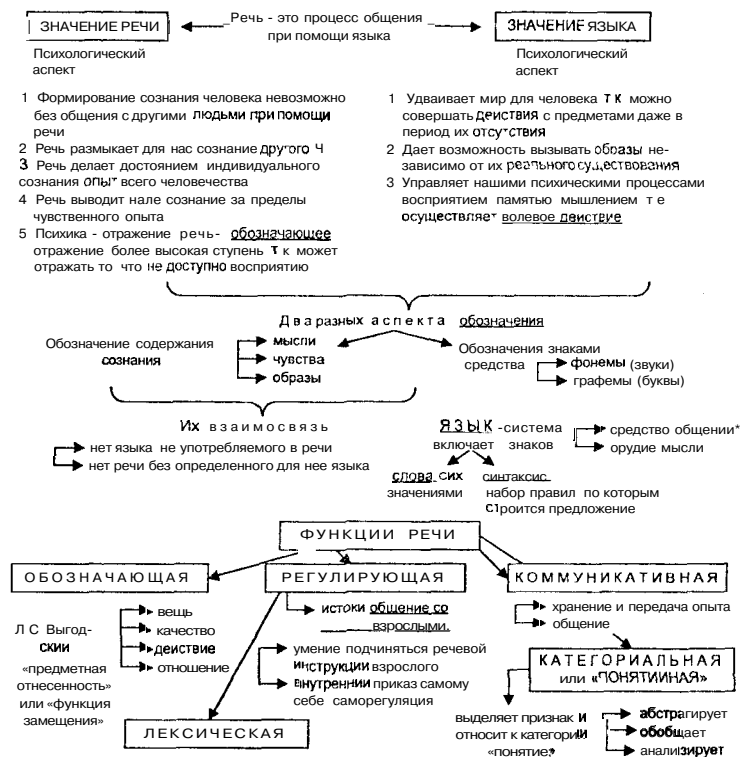 ЗНАЧЕНИЕ РЕЧИ
Речь - это процесс общения
при помощи языка
ЗНАЧЕНИЕ ЯЗЫКА
Психологический
аспект
Психологический
аспект
1 Формирование сознания человека невозможно
без общения с другими людьми при помощи
речи
2 Речь размыкает для нас сознание другого Ч
3 Речь делает достоянием индивидуального
сознания опыт всего человечества
4 Речь выводит нале сознание за пределы
чувственного опыта
5 Психика - отражение речь- обозначающее
отражение более высокая ступень т к может
отражать то что не доступно восприятию
1 Удваивает мир для человека т к можно
совершать действия с предметами даже в
период их отсутствия
2 Дает возможность вызывать образы не-
зависимо от их реального существования
3 Управляет нашими психическими процессами
восприятием памятью мышлением т е
осуществляет волевое действие
Два разных аспекта обозначения
Обозначение содержания
сознания
мысли
чувства
образы
Обозначения знаками
средства
фонемы (звуки)
графемы (буквы)
Их взаимосвязь
нет языка не употребляемого в речи
нет речи без определенного для нее языка
ЯЗЫК -система
включает знаков
средство общении*
орудие мысли
слова с их
значениями
синтаксис
набор правил по которым
строится предложение
ФУНКЦИИ РЕЧИ
ОБОЗНАЧАЮЩАЯ
РЕГУЛИРУЮЩАЯ
КОММУНИКАТИВНАЯ
Л С Выгод-
скии
«предметная
отнесенность»
или «функция
замещения»
вещь
качество
действие
отношение
истоки общение со
взрослыми.
умение подчиняться речевой
инструкции взрослого
внутреннии приказ самому
себе саморегуляция
ЛЕКСИЧЕСКАЯ
хранение и передача опыта
общение
КАТЕГОРИАЛЬНАЯ
или «ПОНЯТИИНАЯ»
выделяет признак и
относит к категории
«понятие»
абстрагирует
обобщает
анализирует